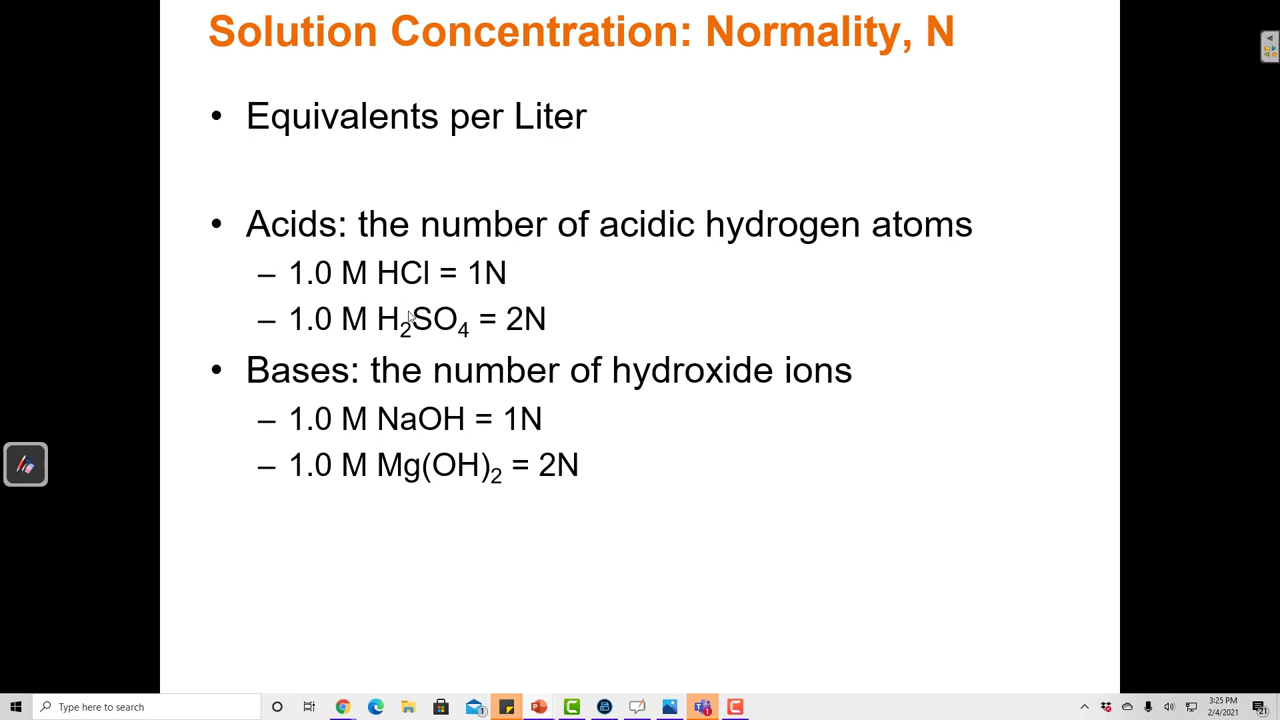 Solution Concentration: Normality, N
• Equivalents per Liter
• Acids: the number of acidic hydrogen atoms
– 1.0 M HCl = 1N
– 1.0 M H₂SO₄ = 2N
• Bases: the number of hydroxide ions
– 1.0 M NaOH = 1N
– 1.0 M Mg(OH)₂ = 2N
Type here to search
3:25 PM
2/4/2021